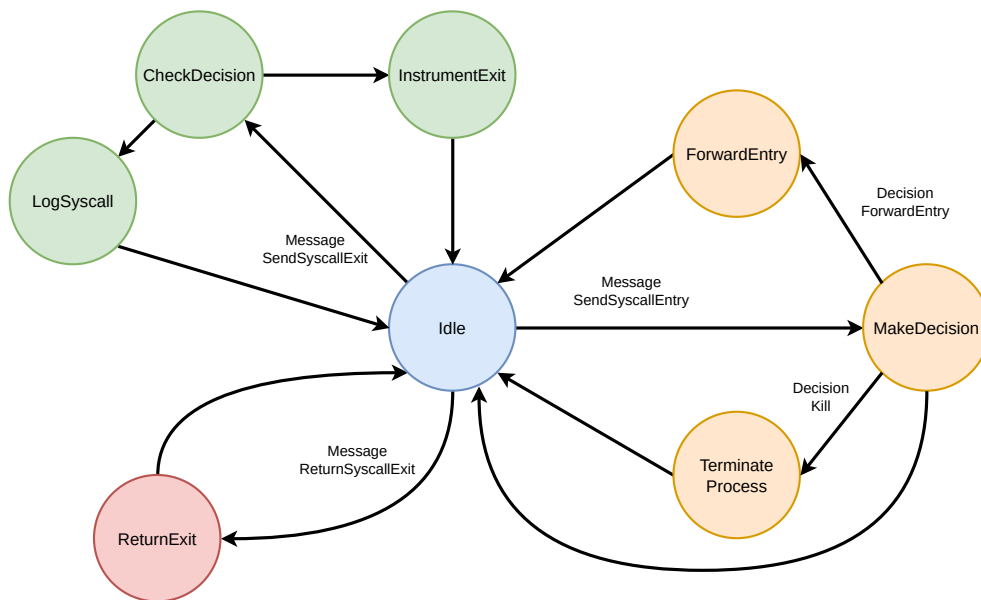 CheckDecision
InstrumentExit
ForwardEntry
LogSyscall
Decision
ForwardEntry
Message
SendSyscallExit
Message
SendSyscallEntry
Idle
MakeDecision
Decision
Kill
Message
ReturnSyscallExit
Terminate
Process
ReturnExit